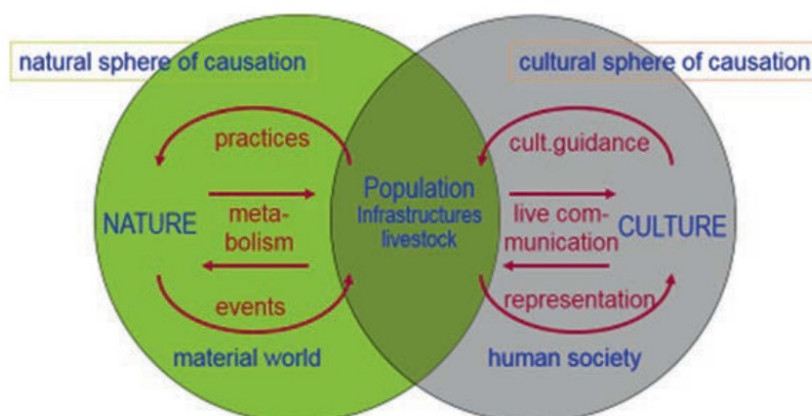 natural sphere of causation
cultural sphere of causation
practices
cult.guidance
Population
Infrastructures
livestock
NATURE
meta-
bolism
live com-
munication
CULTURE
events
representation
material world
human society